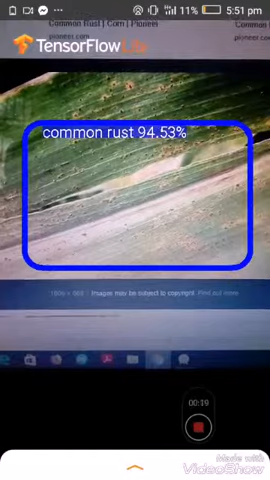 11% 5:51 pm
Common Rust | Corn | Pioneer
pioneer.com
TensorFlow Lite
common rust 94.53%
Images may be subject to copyright. Find out more
00:19
Made with
VideoShow